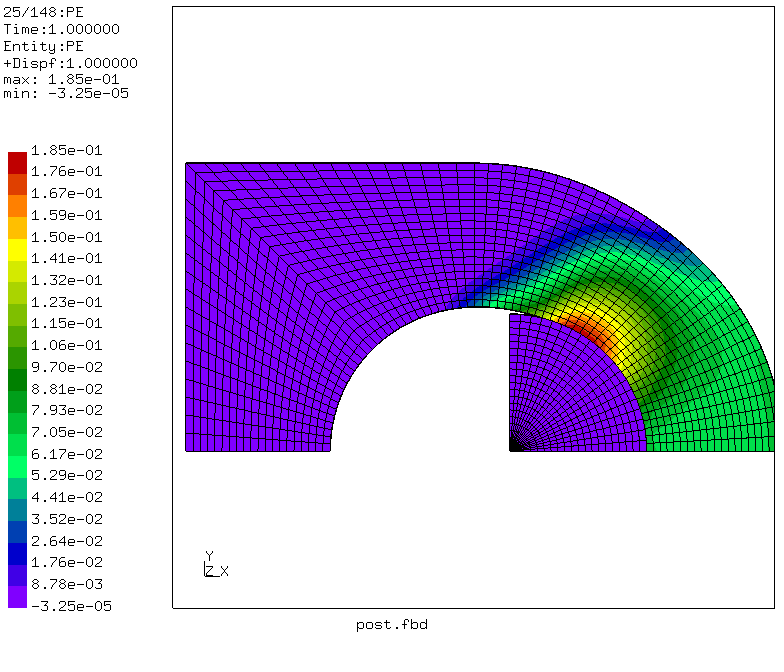 25/148:PE
Time:1.000000
Entity:PE
+Dispf:1.000000
max: 1.85e-01
min: -3.25e-05
1.85e-01
1.76e-01
1.67e-01
1.59e-01
1.50e-01
1.41e-01
1.32e-01
1.23e-01
1.15e-01
1.06e-01
9.70e-02
8.81e-02
7.93e-02
7.05e-02
6.17e-02
5.29e-02
4.41e-02
3.52e-02
2.64e-02
1.76e-02
8.78e-03
-3.25e-05
Y
Z X
post.fbd